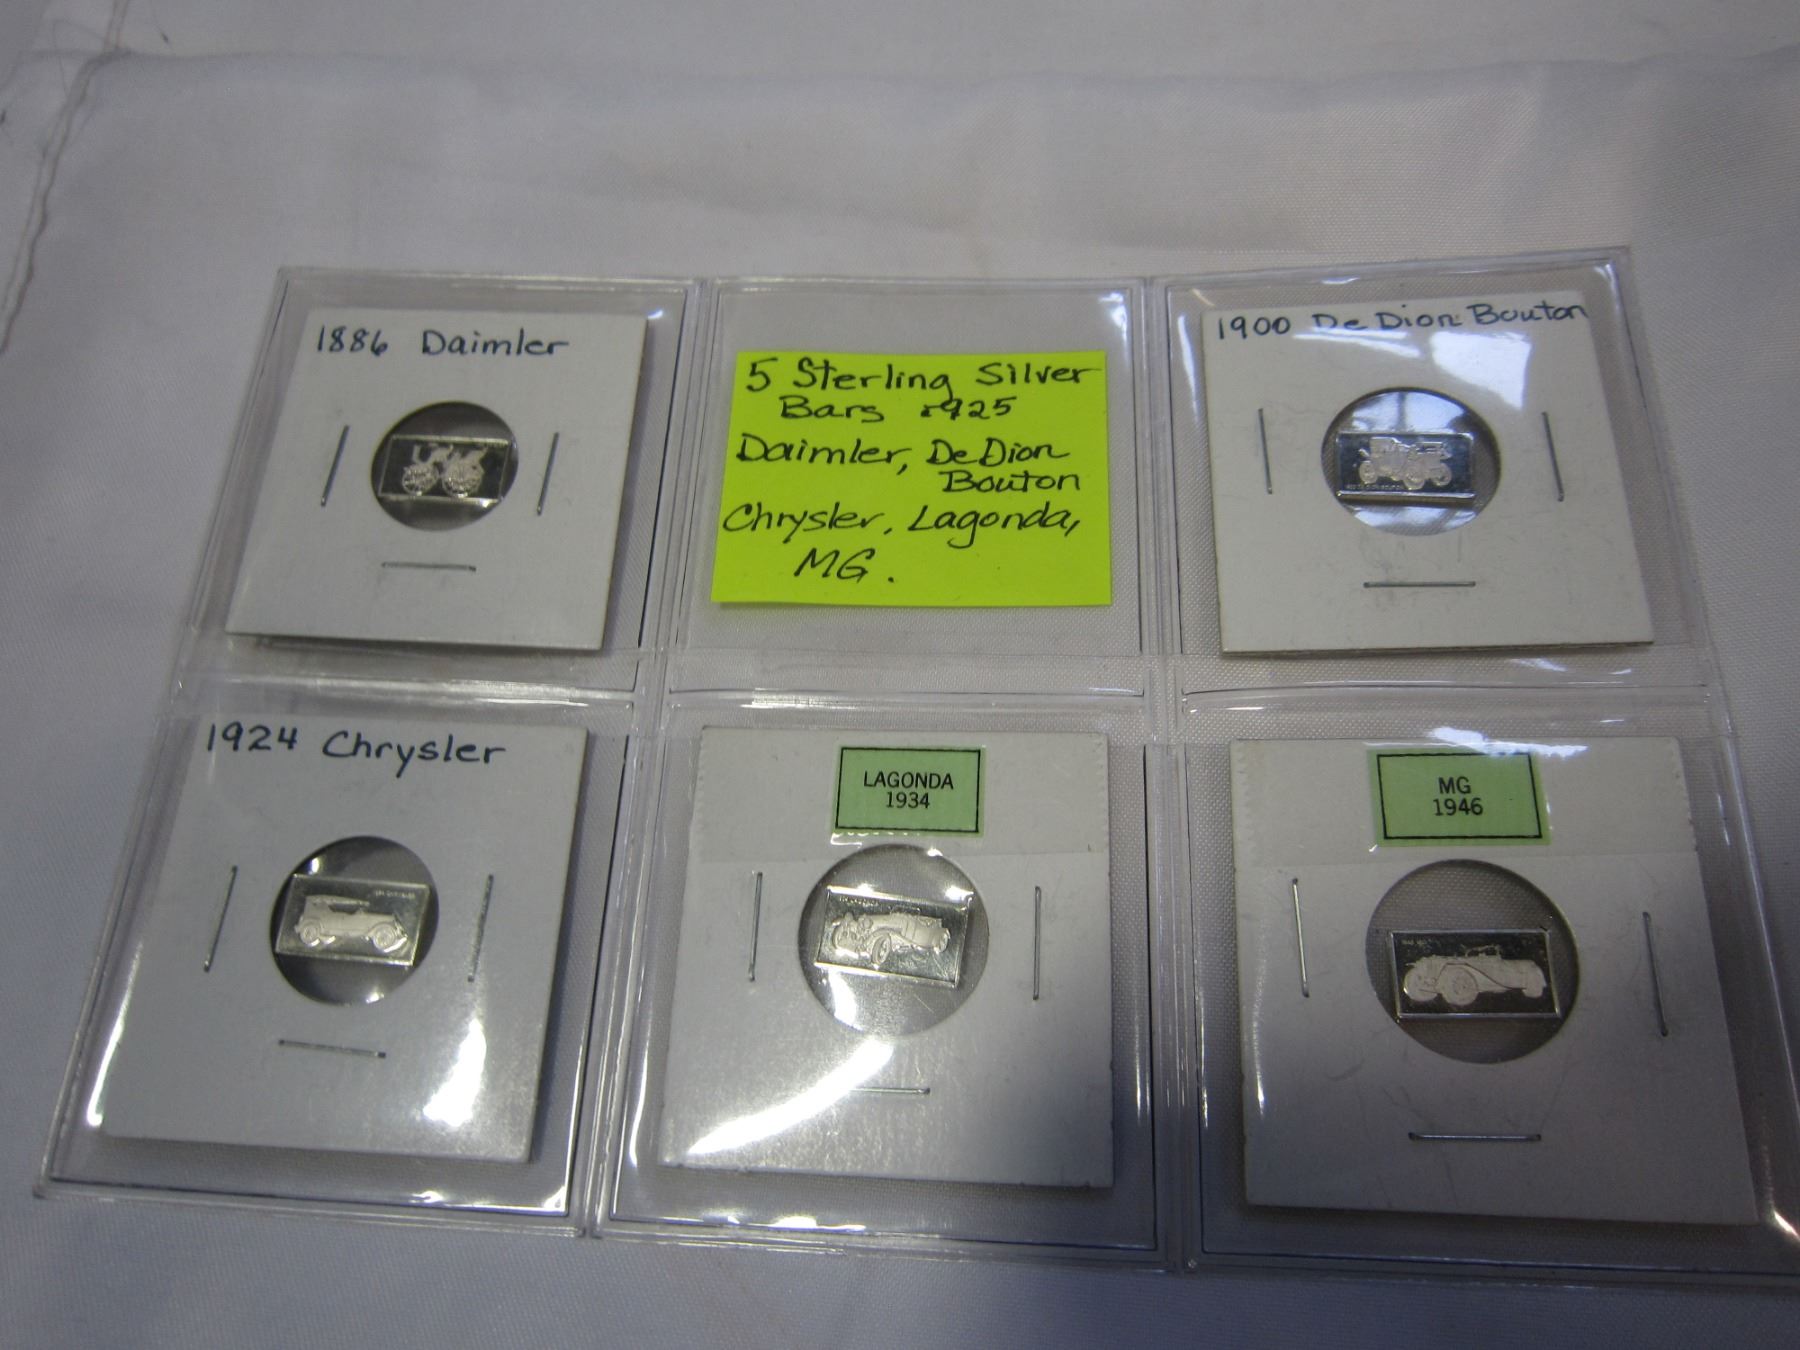 1886 Daimler
5 Sterling Silver
Bars .925
Daimler, DeDion
Bouton
Chrysler, Lagonda,
MG.
1900 De Dion Bouton
1924 Chrysler
LAGONDA
1934
MG
1946